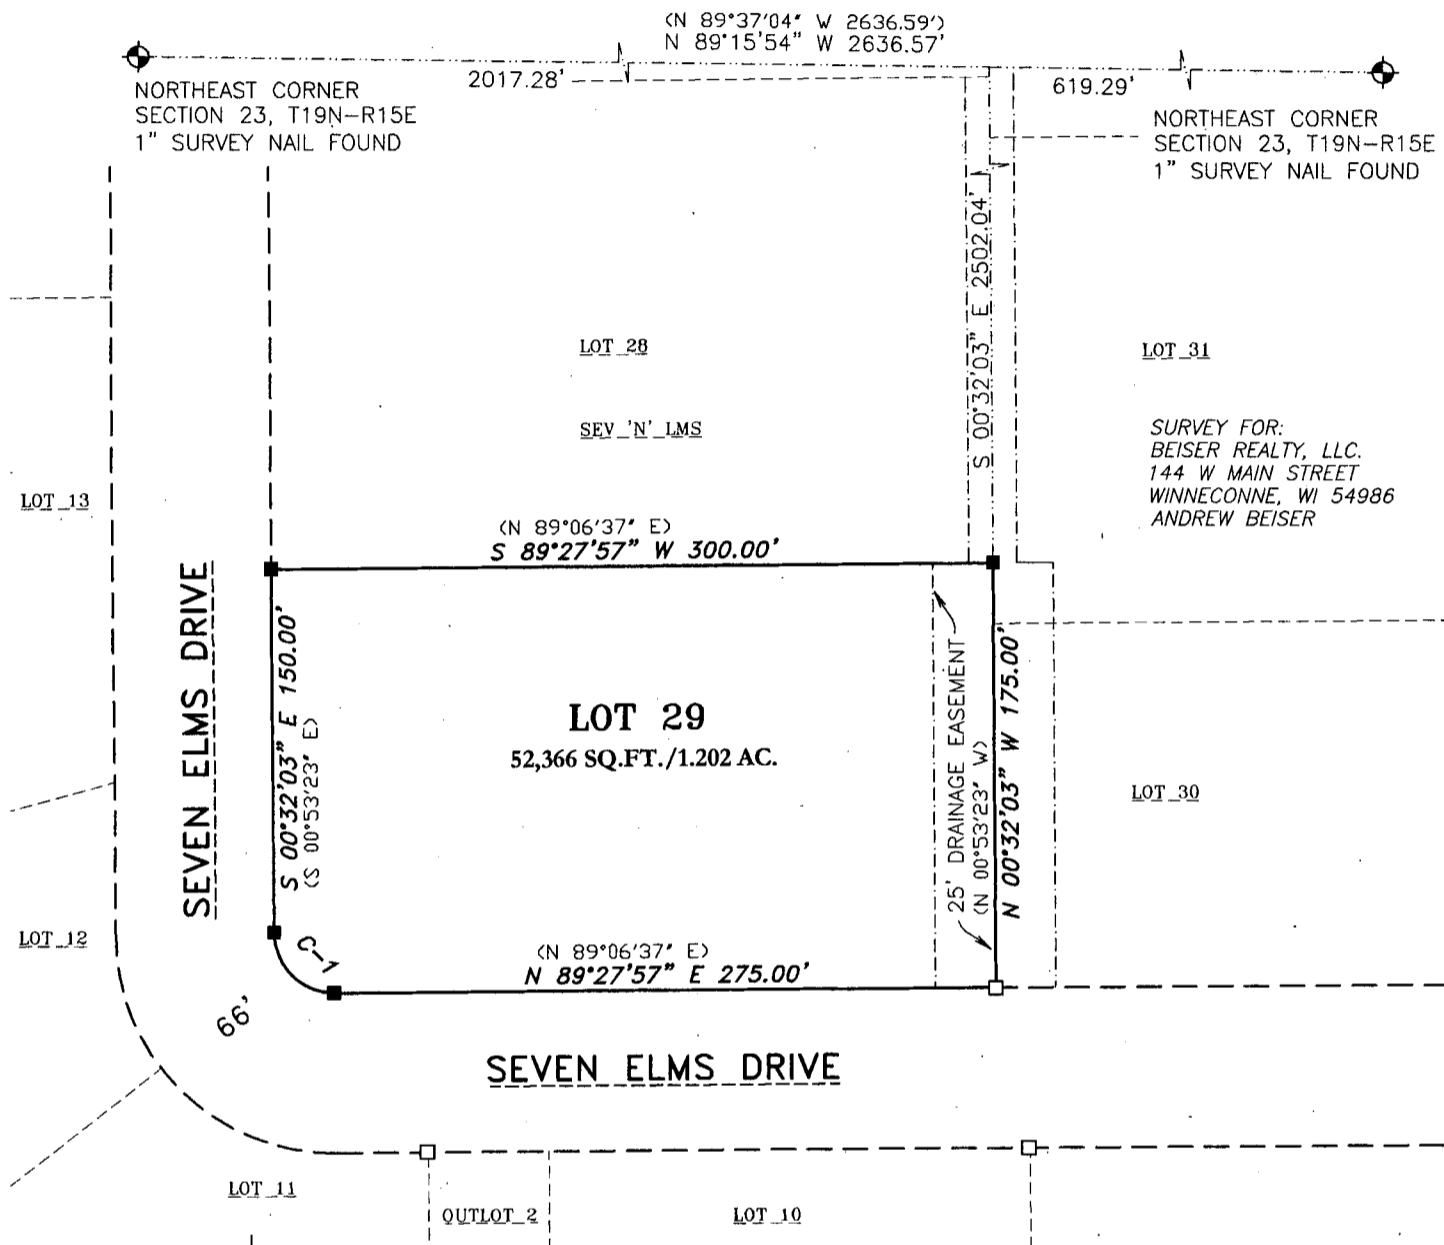 (N 89°37'04" W 2636.59')
N 89°15'54" W 2636.57'
2017.28'
619.29'
NORTHEAST CORNER
SECTION 23, T19N-R15E
1" SURVEY NAIL FOUND
NORTHEAST CORNER
SECTION 23, T19N-R15E
1" SURVEY NAIL FOUND
S 00°32'03" E 2502.04'
LOT 28
SEV 'N' LMS
LOT 31
SURVEY FOR:
BEISER REALTY, LLC.
144 W MAIN STREET
WINNECONNE, WI 54986
ANDREW BEISER
LOT 13
(N 89°06'37" E)
S 89°27'57" W 300.00'
SEVEN ELMS DRIVE
S 00°32'03" E 150.00'
(S 00°53'23" E)
LOT 29
52,366 SQ.FT./1.202 AC.
25' DRAINAGE EASEMENT
(N 00°53'23" W)
N 00°32'03" W 175.00'
LOT 30
LOT 12
C-1
(N 89°06'37" E)
N 89°27'57" E 275.00'
66'
SEVEN ELMS DRIVE
LOT 11
OUTLOT 2
LOT 10